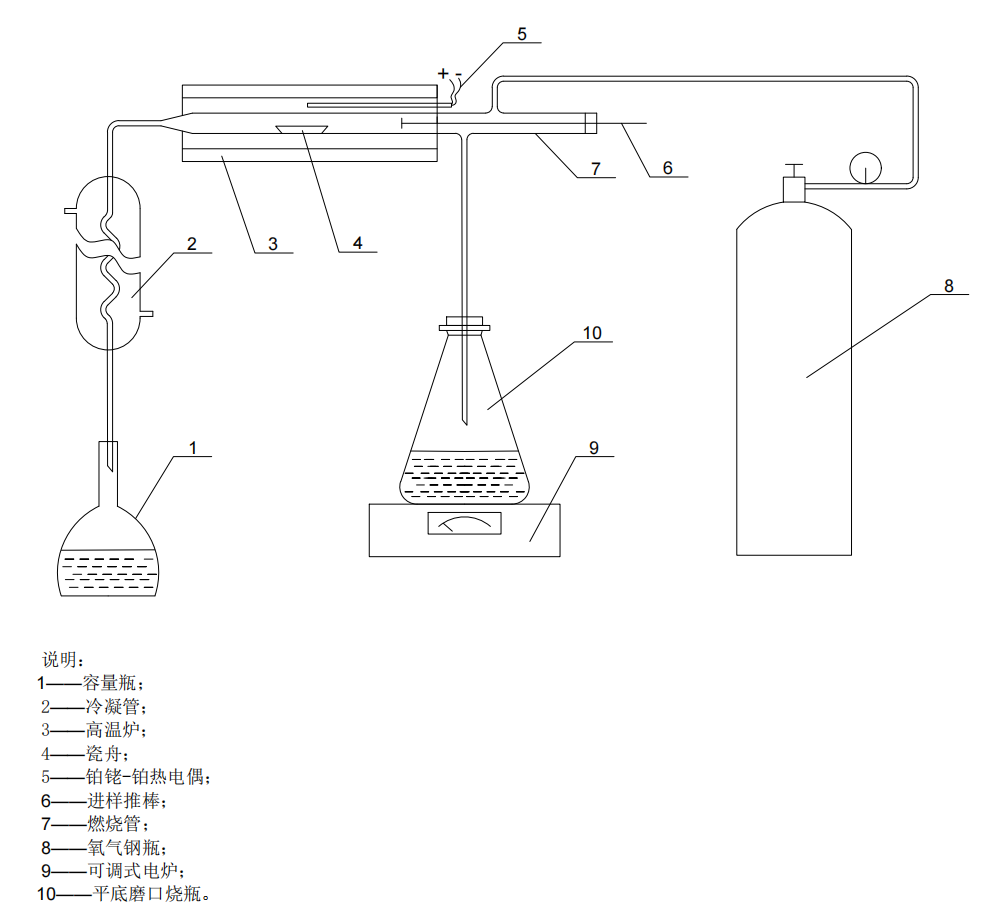 5
+ -
7
6
2
3
4
8
10
1
9
说明：
1——容量瓶；
2——冷凝管；
3——高温炉；
4——瓷舟；
5——铂铑-铂热电偶；
6——进样推棒；
7——燃烧管；
8——氧气钢瓶；
9——可调式电炉；
10——平底磨口烧瓶。